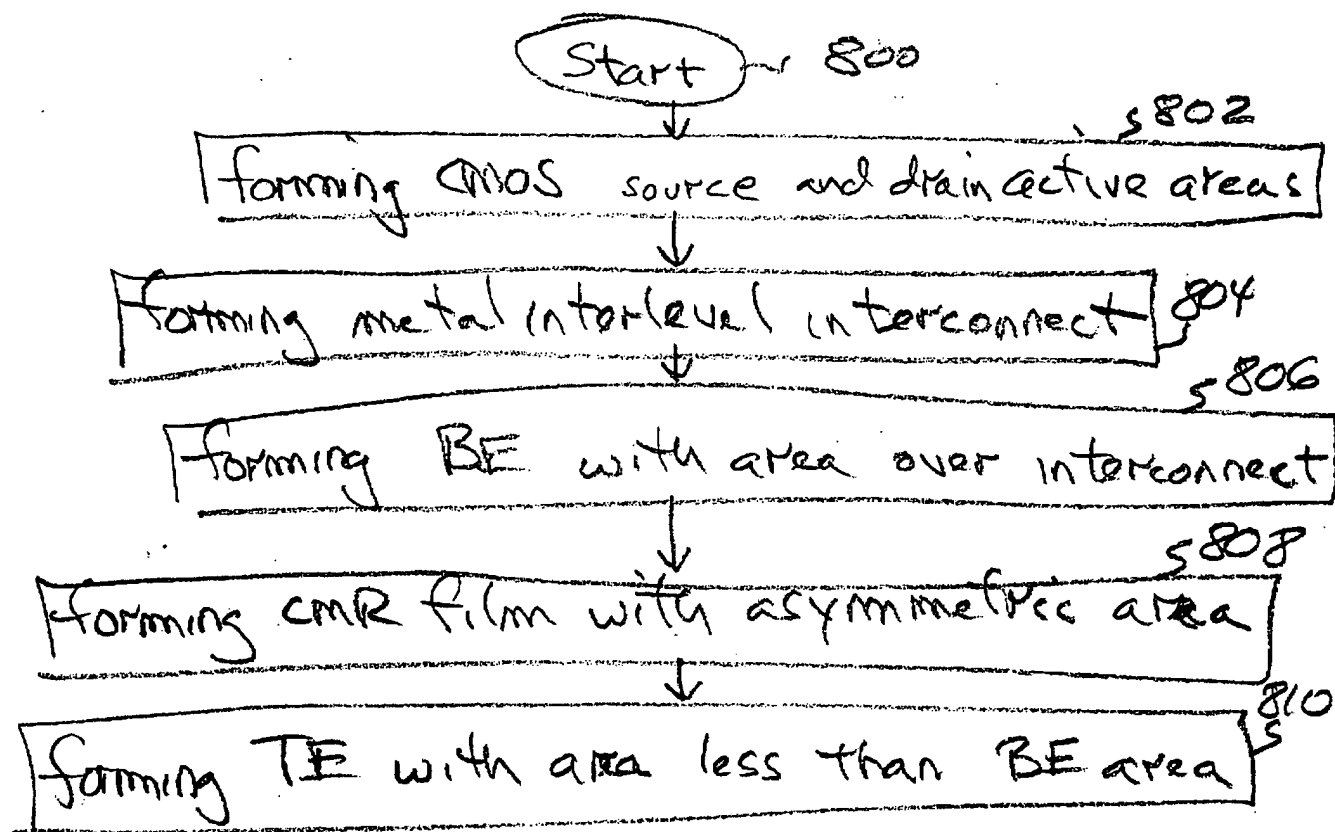 Start 800
802
forming CMOS source and drain active areas
forming metal interlevel interconnect 804
806
forming BE with area over interconnect
808
forming CMR film with asymmetric area
810
forming TE with area less than BE area